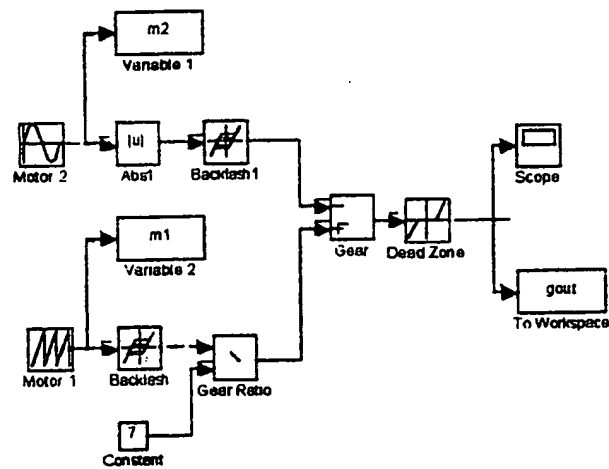 m2
Variable 1
|u|
Motor 2
Abs1
Backlash1
Scope
m1
Variable 2
Gear
Dead Zone
gout
To Workspace
Motor 1
Backlash
Gear Ratio
7
Constant